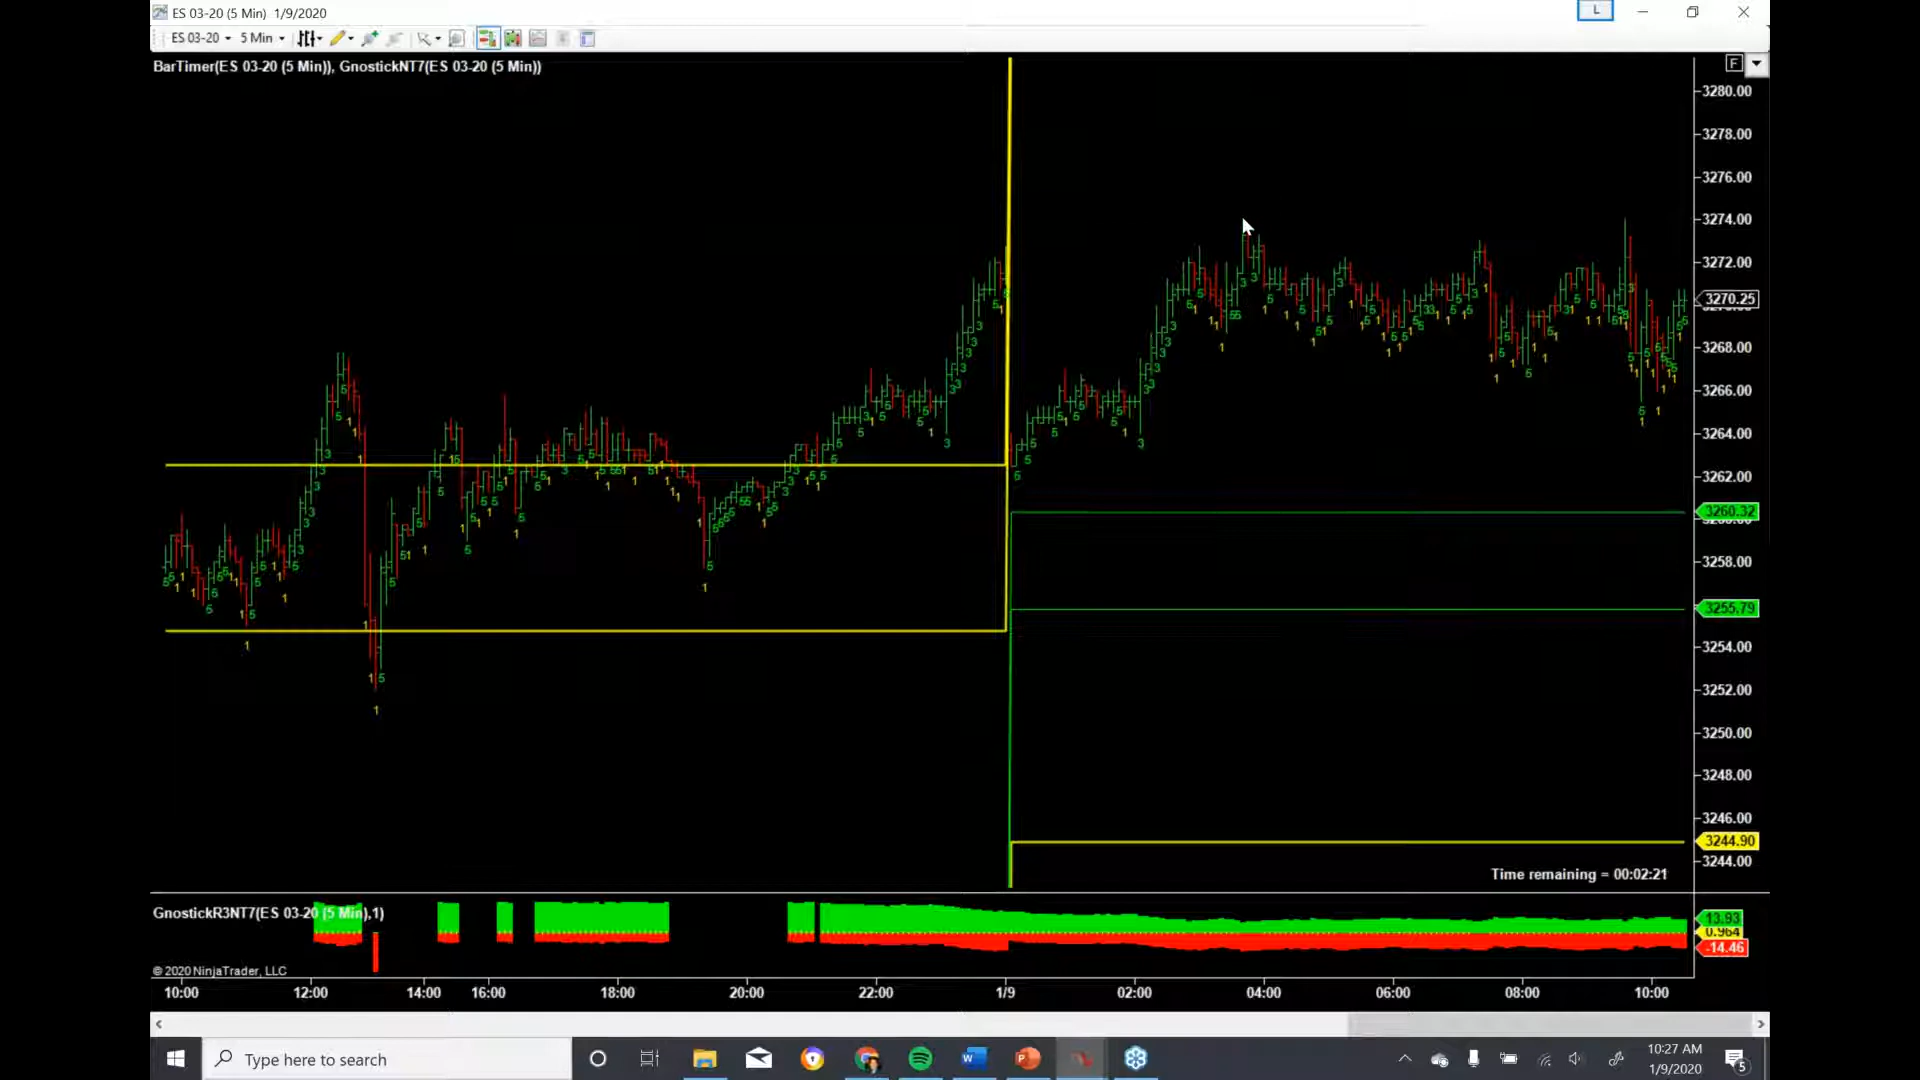 ES 03-20 (5 Min)  1/9/2020
L
ES 03-20  5 Min
BarTimer(ES 03-20 (5 Min)), GnostickNT7(ES 03-20 (5 Min))
F
3280.00
3278.00
3276.00
3274.00
3272.00
3270.25
3268.00
3266.00
3264.00
3262.00
3260.32
3258.00
3255.79
3254.00
3252.00
3250.00
3248.00
3246.00
3244.90
3244.00
Time remaining = 00:02:21
GnostickR3NT7(ES 03-20 (5 Min),1)
13.93
0.964
-14.46
© 2020 NinjaTrader, LLC
10:00 12:00 14:00 16:00 18:00 20:00 22:00 1/9 02:00 04:00 06:00 08:00 10:00
Type here to search
10:27 AM
1/9/2020
5